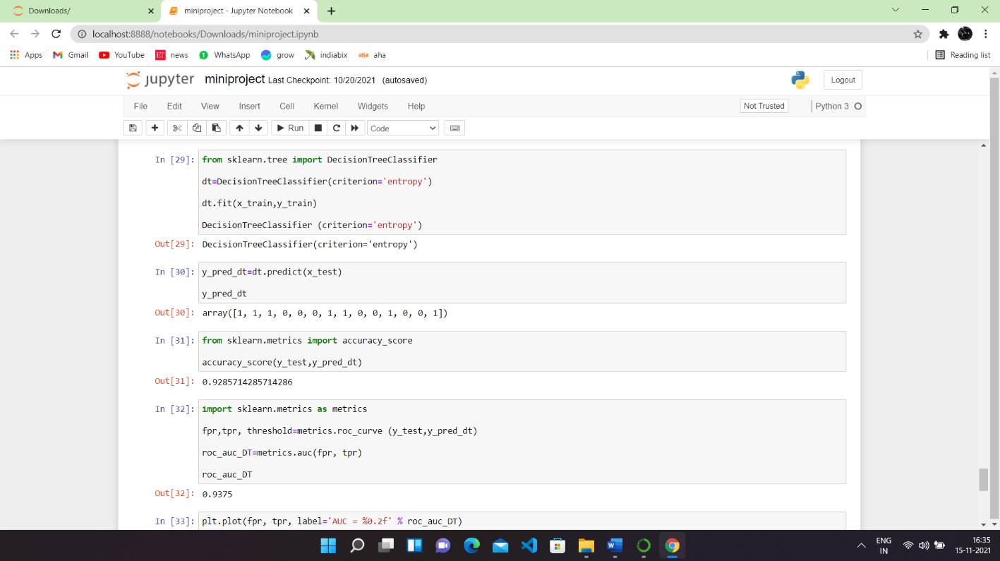 Downloads/
miniproject - Jupyter Notebook
localhost:8888/notebooks/Downloads/miniproject.ipynb
Apps Gmail YouTube ET news 1 WhatsApp grow indiabix aha aha Reading list
jupyter miniproject Last Checkpoint: 10/20/2021 (autosaved) Logout
File Edit View Insert Cell Kernel Widgets Help Not Trusted Python 3
Run Code
In [29]: from sklearn.tree import DecisionTreeClassifier
dt=DecisionTreeClassifier(criterion='entropy')
dt.fit(x_train,y_train)
DecisionTreeClassifier (criterion='entropy')
Out[29]: DecisionTreeClassifier(criterion='entropy')
In [30]: y_pred_dt=dt.predict(x_test)
y_pred_dt
Out[30]: array([1, 1, 1, 0, 0, 0, 1, 1, 0, 0, 1, 0, 0, 1])
In [31]: from sklearn.metrics import accuracy_score
accuracy_score(y_test,y_pred_dt)
Out[31]: 0.9285714285714286
In [32]: import sklearn.metrics as metrics
fpr,tpr, threshold=metrics.roc_curve (y_test,y_pred_dt)
roc_auc_DT=metrics.auc(fpr, tpr)
roc_auc_DT
Out[32]: 0.9375
In [33]: plt.plot(fpr, tpr, label='AUC = %0.2f' % roc_auc_DT)
W ENG 16:35
IN 15-11-2021